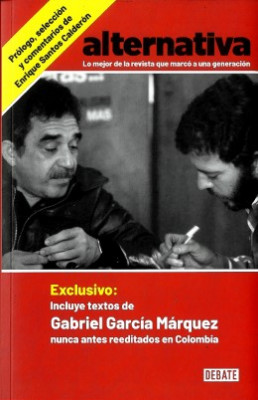 Prólogo, selección
y comentarios de
Enrique Santos Calderón
alternativa
Lo mejor de la revista que marcó a una generación
MAS
Exclusivo:
Incluye textos de
Gabriel García Márquez
nunca antes reeditados en Colombia
DEBATE